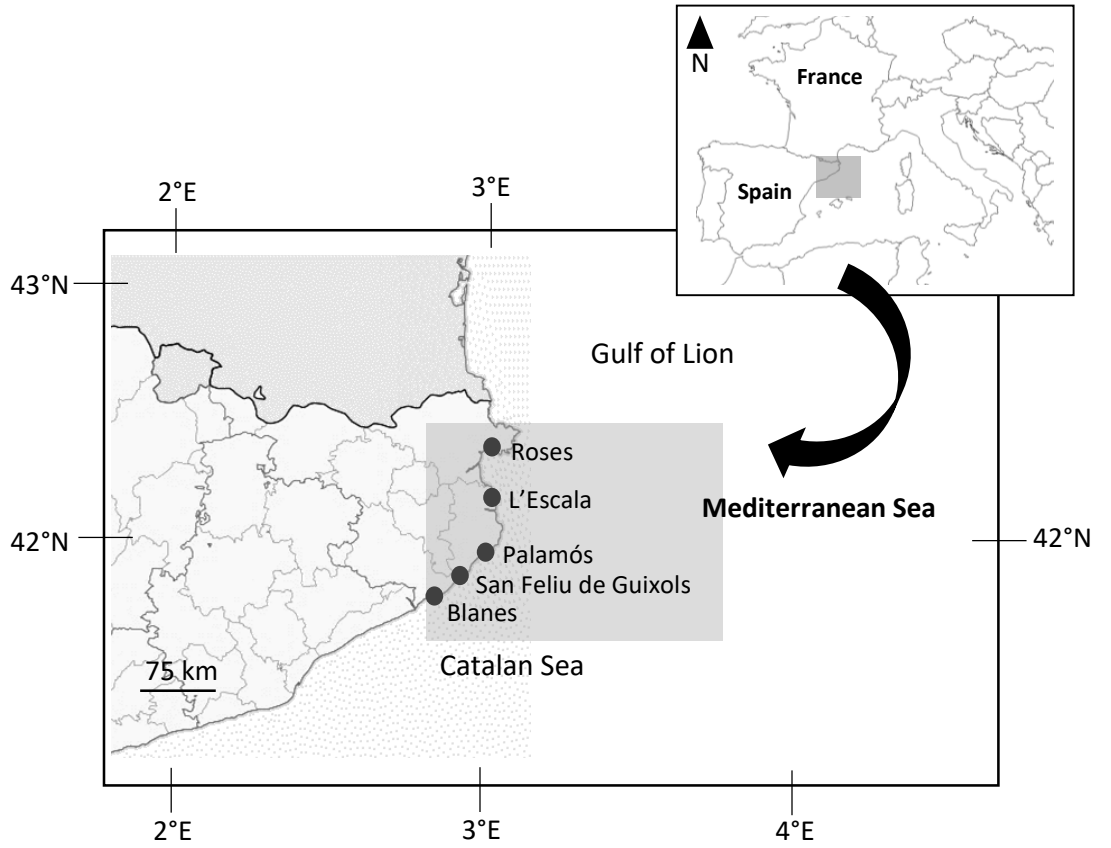 N
France
Spain
2°E
3°E
43°N
Gulf of Lion
Roses
L'Escala
Mediterranean Sea
42°N
42°N
Palamós
San Feliu de Guixols
Blanes
Catalan Sea
75 km
2°E
3°E
4°E